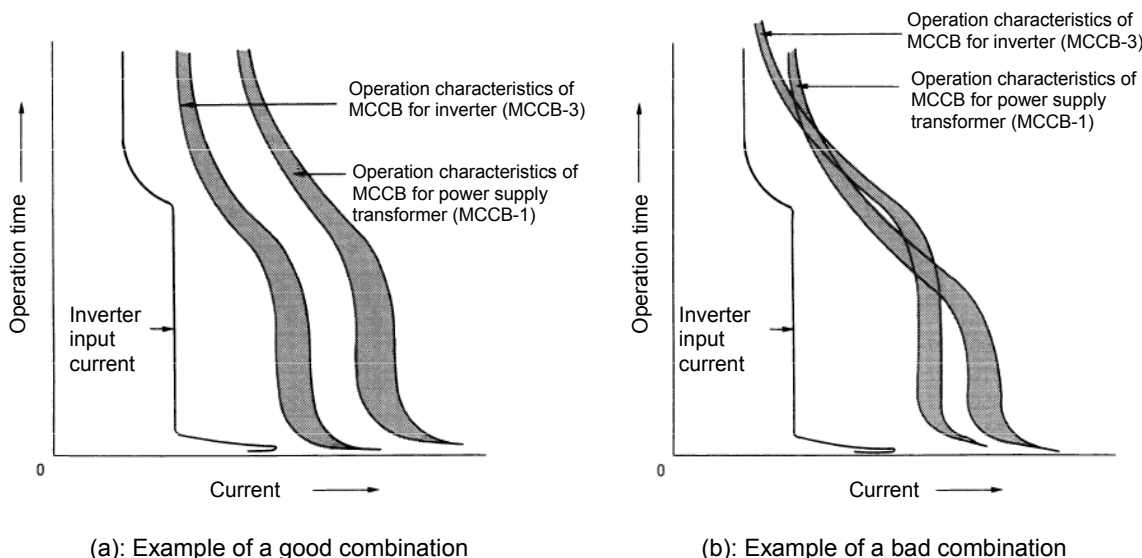 Operation time
Operation characteristics of
MCCB for inverter (MCCB-3)
Operation characteristics of
MCCB for power supply
transformer (MCCB-1)
Inverter
input
current
0
Current
(a): Example of a good combination
Operation time
Operation characteristics of
MCCB for inverter (MCCB-3)
Operation characteristics of
MCCB for power supply
transformer (MCCB-1)
Inverter
input
current
0
Current
(b): Example of a bad combination